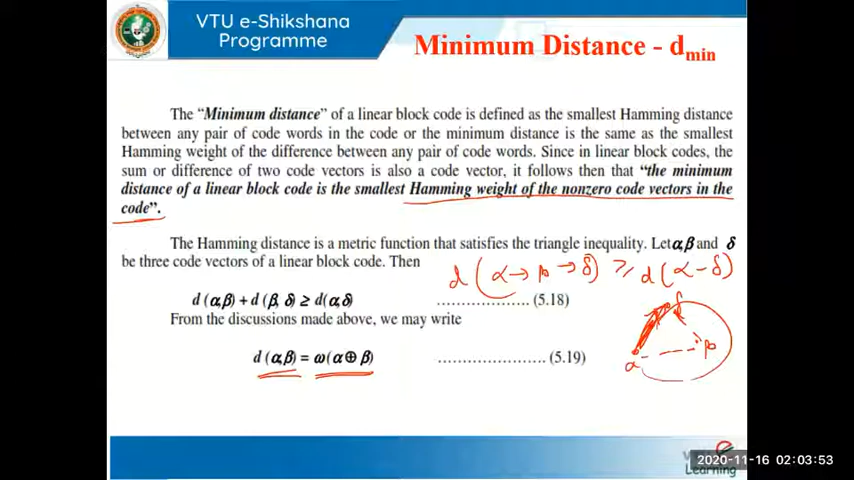 VTU e-Shikshana
Programme
Minimum Distance - dmin
The “Minimum distance” of a linear block code is defined as the smallest Hamming distance
between any pair of code words in the code or the minimum distance is the same as the smallest
Hamming weight of the difference between any pair of code words. Since in linear block codes, the
sum or difference of two code vectors is also a code vector, it follows then that “the minimum
distance of a linear block code is the smallest Hamming weight of the nonzero code vectors in the
code”.
The Hamming distance is a metric function that satisfies the triangle inequality. Let α,β and δ
be three code vectors of a linear block code. Then
d (α → β → δ) ≥ d (α - δ)
d (α,β) + d (β, δ) ≥ d(α,δ) ........................ (5.18)
From the discussions made above, we may write
d (α,β) = ω(α ⊕ β) ............................ (5.19)
α
β
2020-11-16 02:03:53
Learning